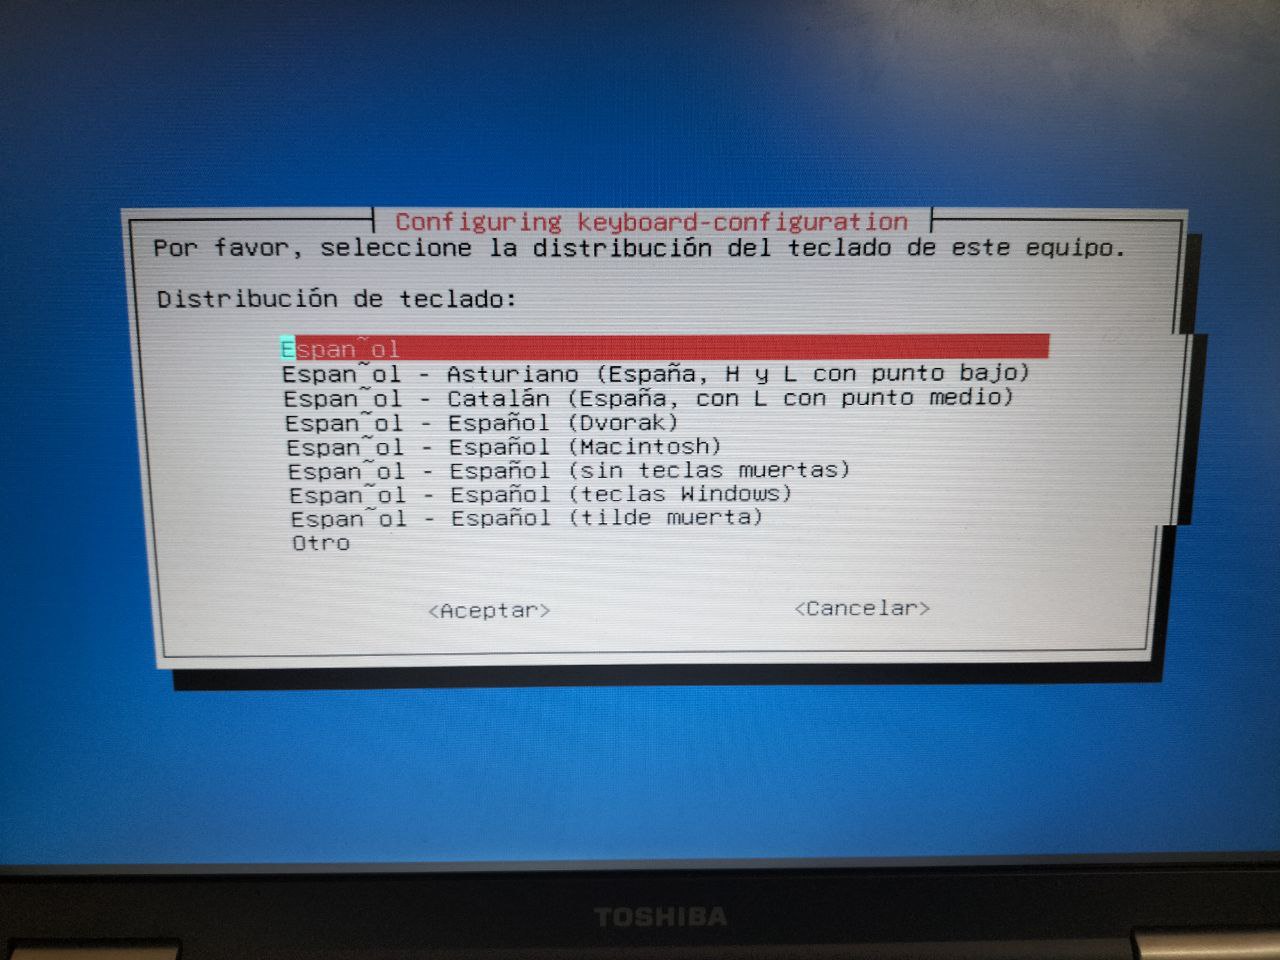 Configuring keyboard-configuration
Por favor, seleccione la distribución del teclado de este equipo.
Distribución de teclado:
Espan˜ol
Espan˜ol - Asturiano (España, H y L con punto bajo)
Espan˜ol - Catalán (España, con L con punto medio)
Espan˜ol - Español (Dvorak)
Espan˜ol - Español (Macintosh)
Espan˜ol - Español (sin teclas muertas)
Espan˜ol - Español (teclas Windows)
Espan˜ol - Español (tilde muerta)
Otro
<Aceptar> <Cancelar>
TOSHIBA